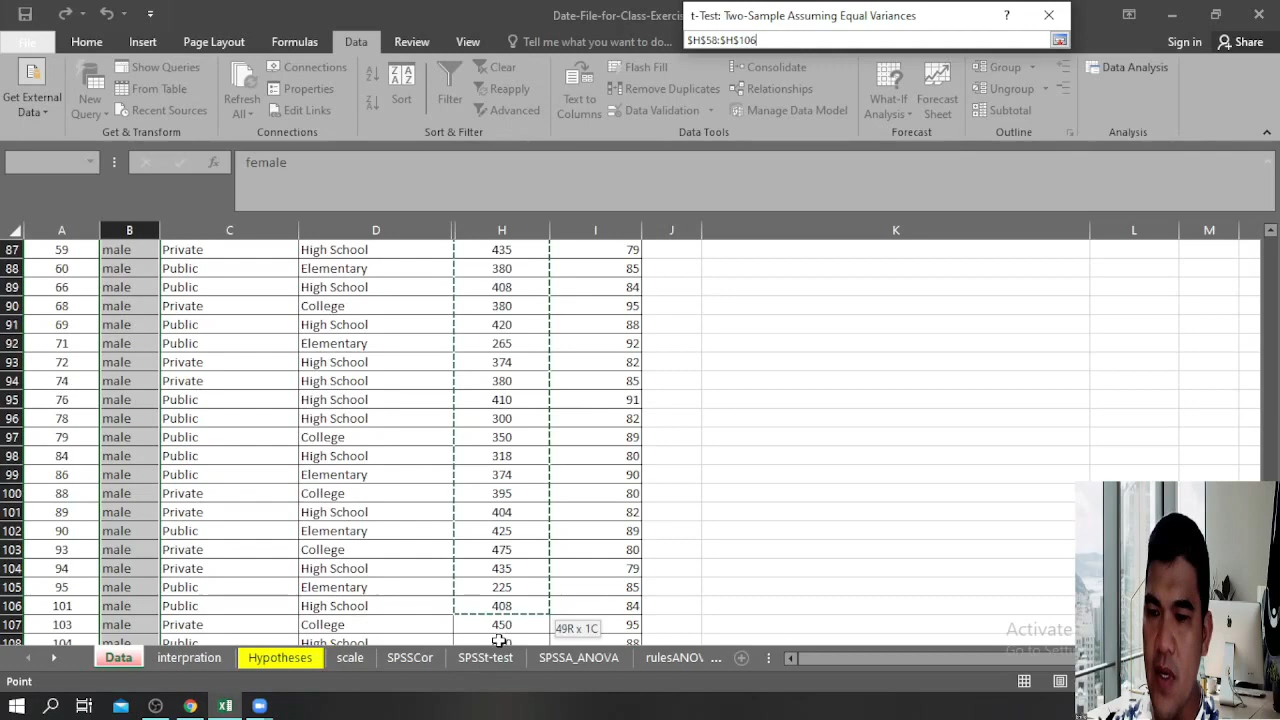 Date-File-for-Class-Exerci
t-Test: Two-Sample Assuming Equal Variances
?
$H$58:$H$106
File
Home
Insert
Page Layout
Formulas
Data
Review
View
Tell me what you want to do...
Sign in
Share
Get External
Data
New
Query
Show Queries
From Table
Recent Sources
Get & Transform
Refresh
All
Connections
Properties
Edit Links
Connections
Sort
Filter
Clear
Reapply
Advanced
Sort & Filter
Text to
Columns
Flash Fill
Remove Duplicates
Data Validation
Consolidate
Relationships
Manage Data Model
Data Tools
What-If
Analysis
Forecast
Sheet
Forecast
Group
Ungroup
Subtotal
Outline
Data Analysis
Analysis
fx
female
A B C D H I J K L M
87 59 male Private High School 435 79
88 60 male Public Elementary 380 85
89 66 male Public High School 408 84
90 68 male Private College 380 95
91 69 male Public High School 420 88
92 71 male Public Elementary 265 92
93 72 male Private High School 374 82
94 74 male Private High School 380 85
95 76 male Public High School 410 91
96 78 male Public High School 300 82
97 79 male Public College 350 89
98 84 male Public High School 318 80
99 86 male Public Elementary 374 90
100 88 male Private College 395 80
101 89 male Private High School 404 82
102 90 male Public Elementary 425 89
103 93 male Private College 475 80
104 94 male Private High School 435 79
105 95 male Public Elementary 225 85
106 101 male Public High School 408 84
107 103 male Private College 450 95
108 104 male Public High School 88
49R x 1C
Activate
Go to Sett
Data
interpration
Hypotheses
scale
SPSSCor
SPSSt-test
SPSSA_ANOVA
rulesANOV ...
Point